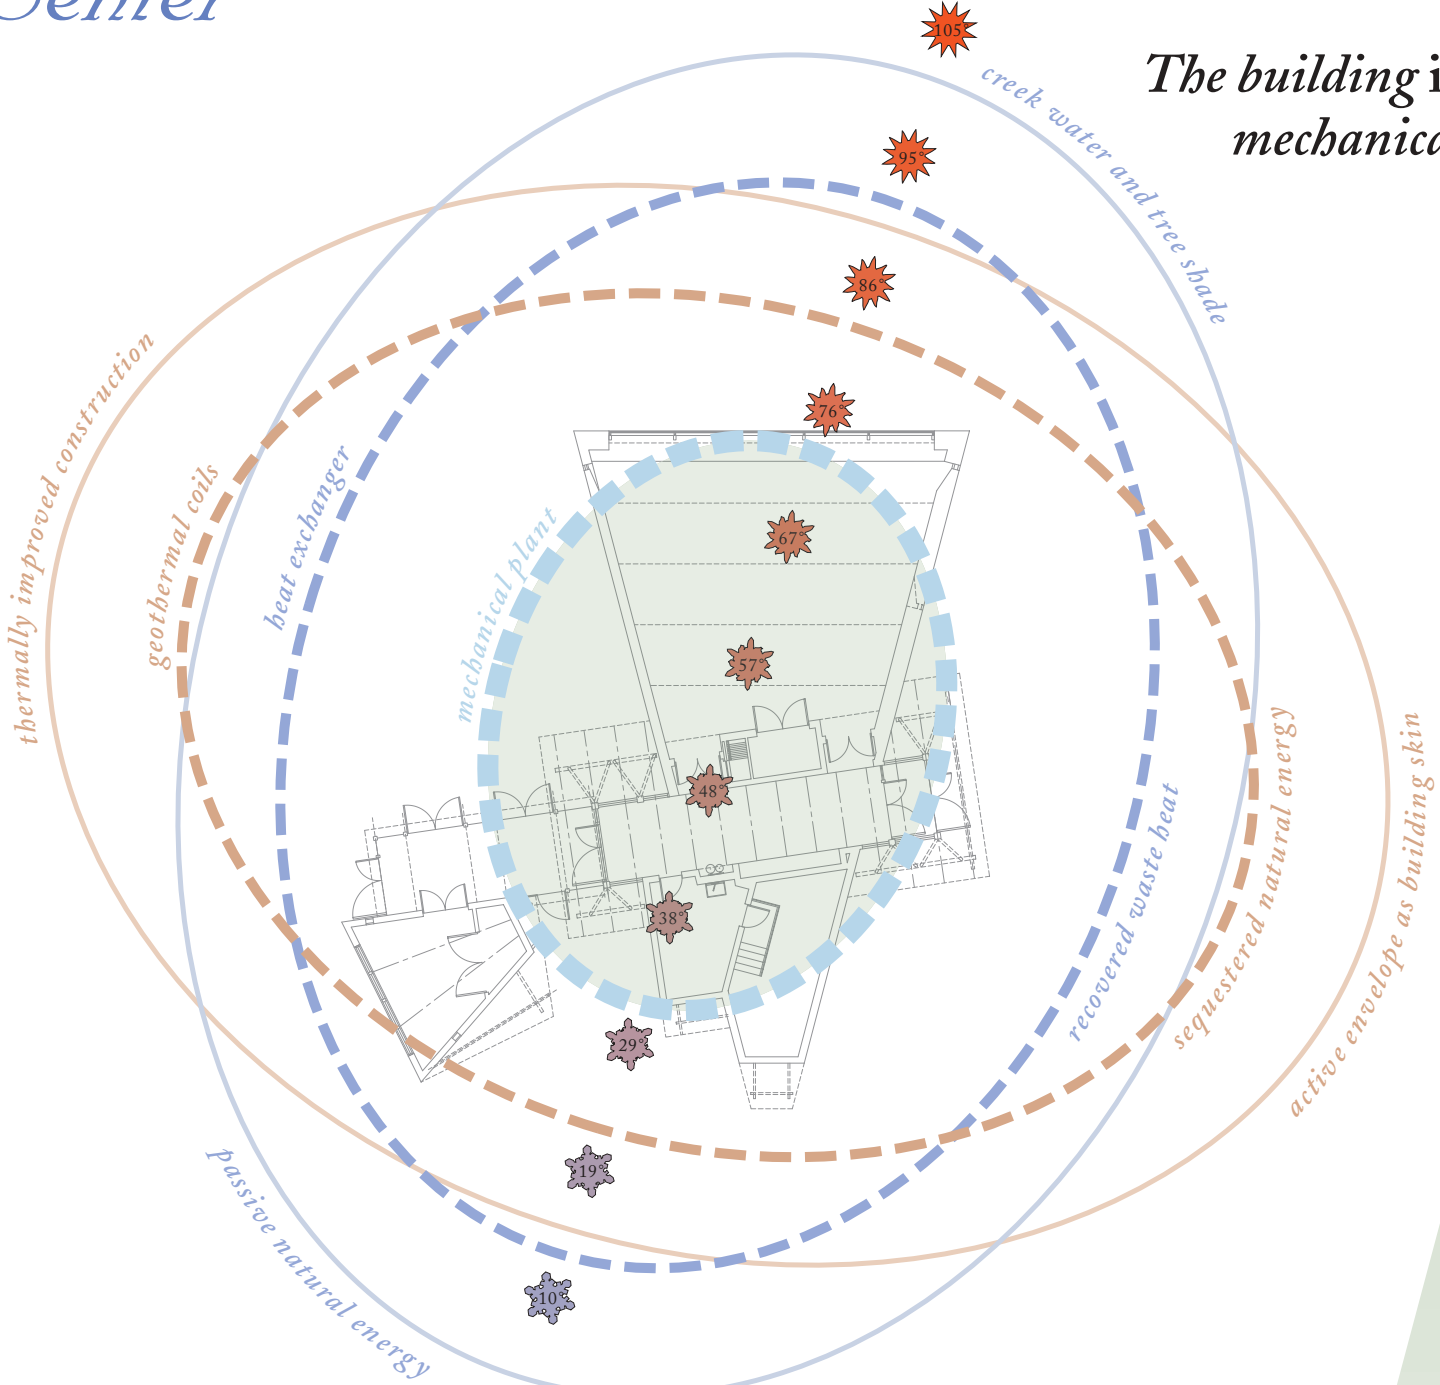 Center
105°
creek water and tree shade
The building
mechanica
95°
86°
thermally improved construction
geothermal coils
heat exchanger
76°
mechanical plant
67°
57°
48°
38°
29°
19°
10°
recovered waste heat
sequestered natural energy
active envelope as building skin
passive natural energy